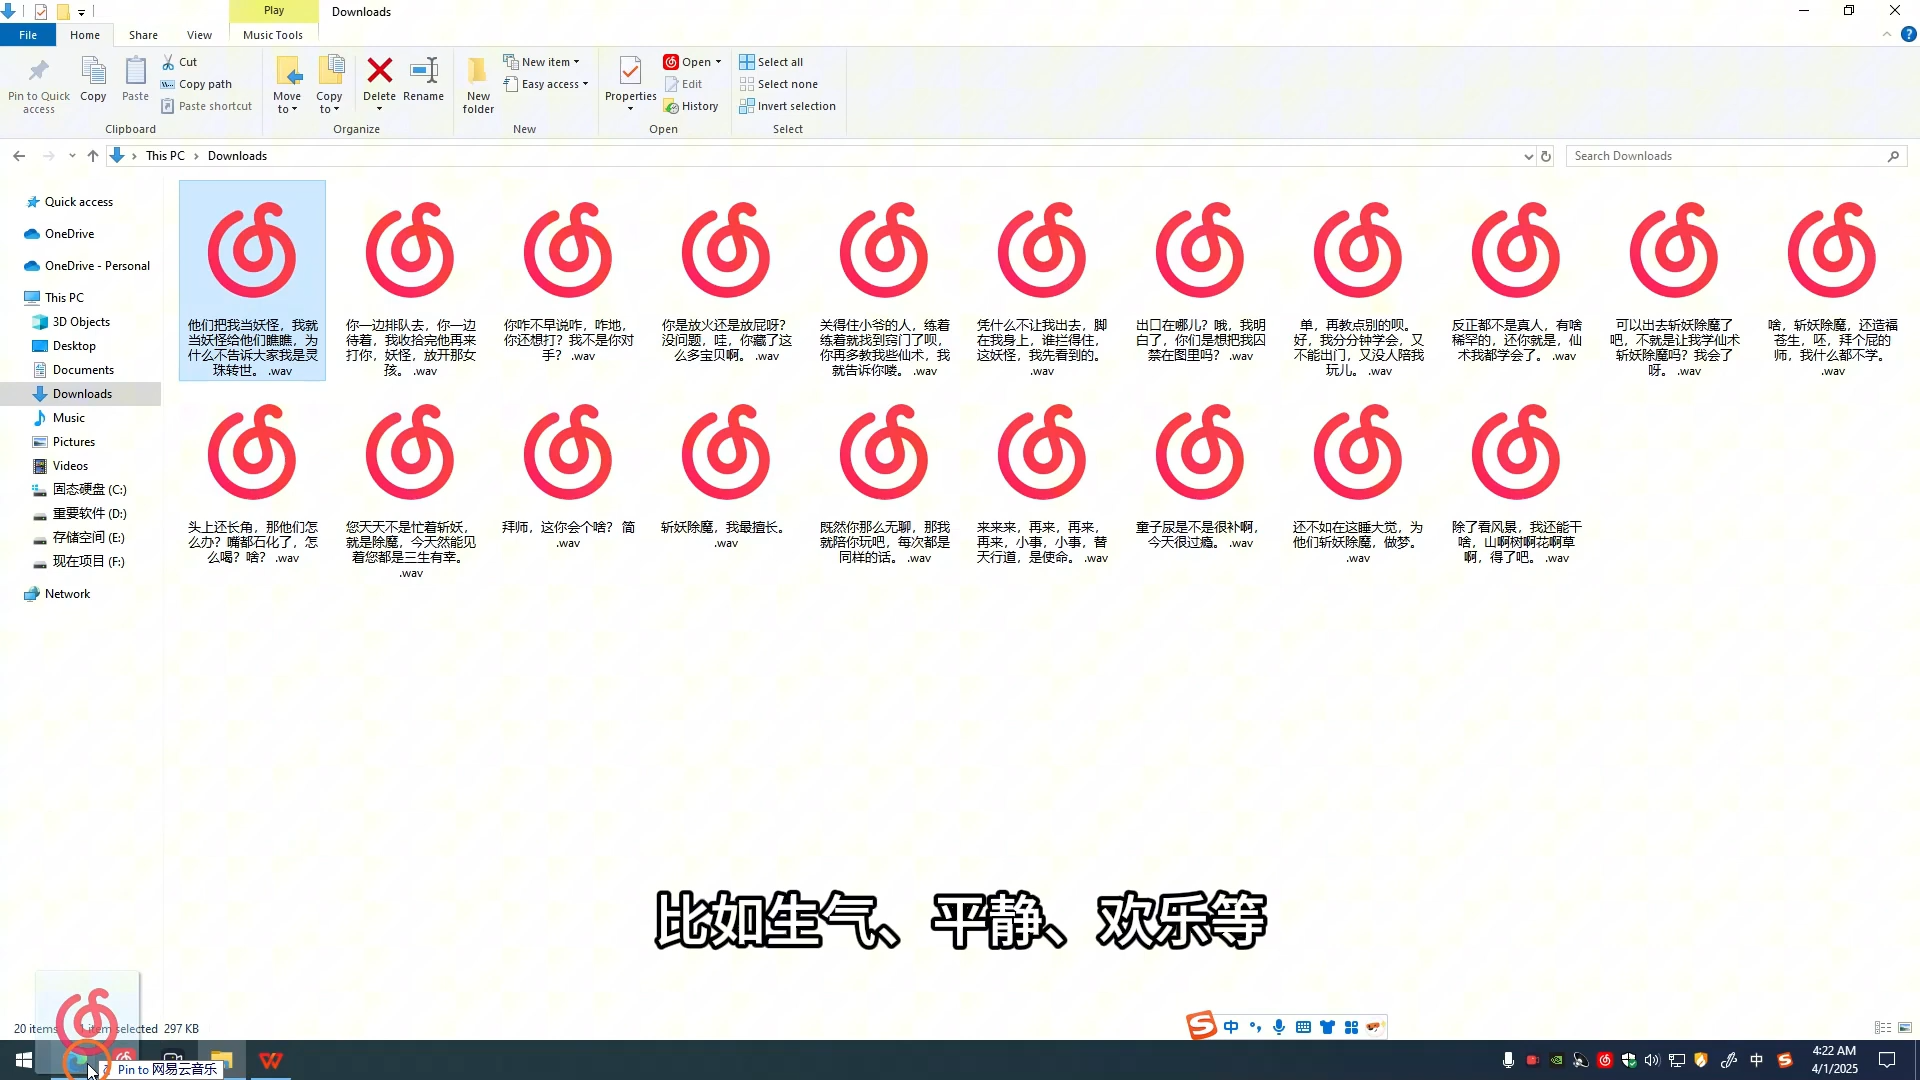 Play
Downloads
File
Home
Share
View
Music Tools
Pin to Quick access
Copy
Paste
Cut
Copy path
Paste shortcut
Clipboard
Move to
Copy to
Delete
Rename
Organize
New folder
New item
Easy access
New
Properties
Open
Edit
History
Open
Select all
Select none
Invert selection
Select
This PC
Downloads
Search Downloads
Quick access
OneDrive
OneDrive - Personal
This PC
3D Objects
Desktop
Documents
Downloads
Music
Pictures
Videos
固态硬盘 (C:)
重要软件 (D:)
存储空间 (E:)
现在项目 (F:)
Network
他们把我当妖怪，我就
当妖怪给他们瞧瞧，为
什么不告诉大家我是灵
珠转世。 .wav
你一边排队去，你一边
待着，我收拾完他再来
打你，妖怪，放开那女
孩。 .wav
你咋不早说咋，咋地，
你还想打？我不是你对
手？ .wav
你是放火还是放屁呀？
没问题，哇，你藏了这
么多宝贝啊。 .wav
关得住小爷的人，练着
练着就找到窍门了呗，
你再多教我些仙术，我
就告诉你喽。 .wav
凭什么不让我出去，脚
在我身上，谁拦得住，
这妖怪，我先看到的。
.wav
出口在哪儿？哦，我明
白了，你们是想把我囚
禁在图里吗？ .wav
单，再教点别的呗。
好，我分分钟学会，又
不能出门，又没人陪我
玩儿。 .wav
反正都不是真人，有啥
稀罕的，还你就是，仙
术我都学会了。 .wav
可以出去斩妖除魔了
吧，不就是让我学仙术
斩妖除魔吗？我会了
呀。 .wav
啥，斩妖除魔，还造福
苍生，呸，拜个屁的
师，我什么都不学。
.wav
头上还长角，那他们怎
么办？嘴都石化了，怎
么喝？啥？ .wav
您天天不是忙着斩妖，
就是除魔，今天然能见
着您都是三生有幸。
.wav
拜师，这你会个啥？简
.wav
斩妖除魔，我最擅长。
.wav
既然你那么无聊，那我
就陪你玩吧，每次都是
同样的话。 .wav
来来来，再来，再来，
再来，小事，小事，替
天行道，是使命。 .wav
童子尿是不是很补啊，
今天很过瘾。 .wav
还不如在这睡大觉，为
他们斩妖除魔，做梦。
.wav
除了看风景，我还能干
啥，山啊树啊花啊草
啊，得了吧。 .wav
比如生气、平静、欢乐等
20 items
1 item selected 297 KB
中
Pin to 网易云音乐
中
4:22 AM
4/1/2025